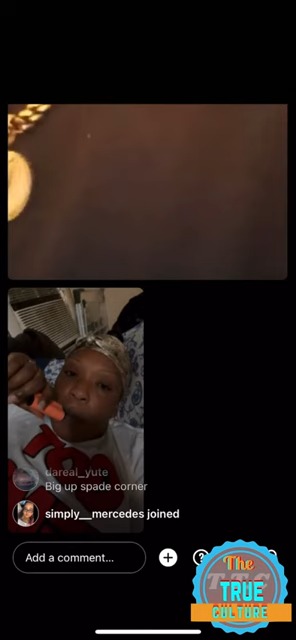 dareal_yute
Big up spade corner
simply__mercedes joined
Add a comment...
The
TRUE
CULTURE